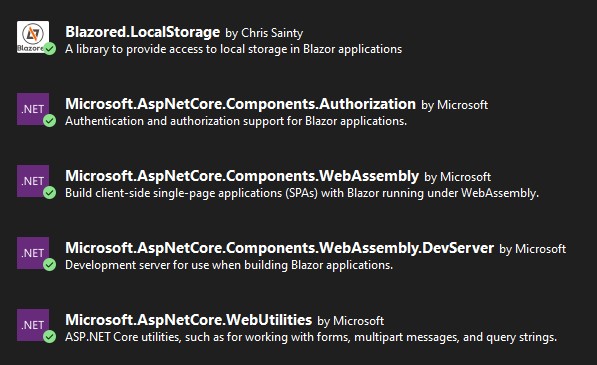 Blazored.LocalStorage by Chris Sainty
Blazored
A library to provide access to local storage in Blazor applications
.NET
Microsoft.AspNetCore.Components.Authorization by Microsoft
Authentication and authorization support for Blazor applications.
.NET
Microsoft.AspNetCore.Components.WebAssembly by Microsoft
Build client-side single-page applications (SPAs) with Blazor running under WebAssembly.
.NET
Microsoft.AspNetCore.Components.WebAssembly.DevServer by Microsoft
Development server for use when building Blazor applications.
.NET
Microsoft.AspNetCore.WebUtilities by Microsoft
ASP.NET Core utilities, such as for working with forms, multipart messages, and query strings.